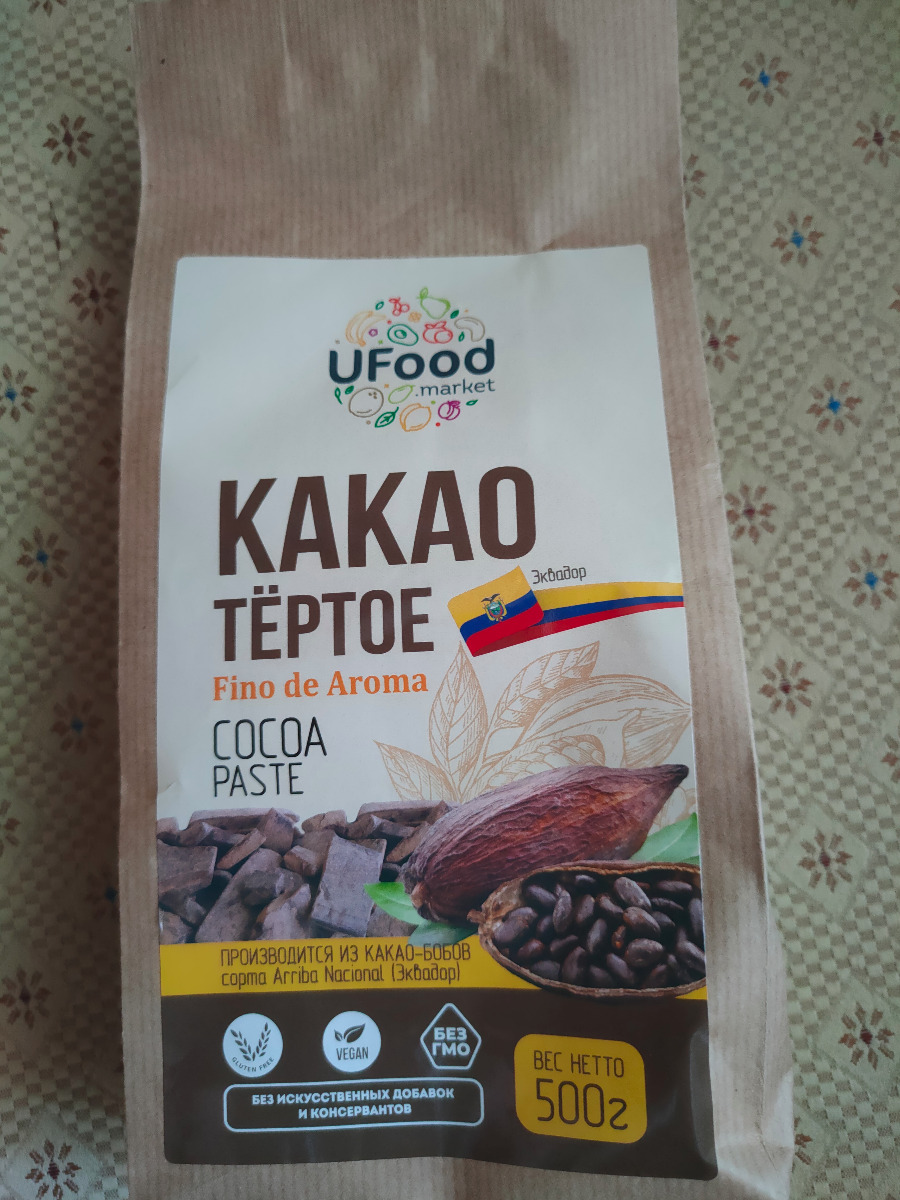 UFood
.market
КАКАО
ТЁРТОЕ
Эквадор
Fino de Aroma
COCOA
PASTE
ПРОИЗВОДИТСЯ ИЗ КАКАО-БОБОВ
сорта Arriba Nacional (Эквадор)
GLUTEN FREE
VEGAN
БЕЗ
ГМО
БЕЗ ИСКУССТВЕННЫХ ДОБАВОК
И КОНСЕРВАНТОВ
ВЕС НЕТТО
500г